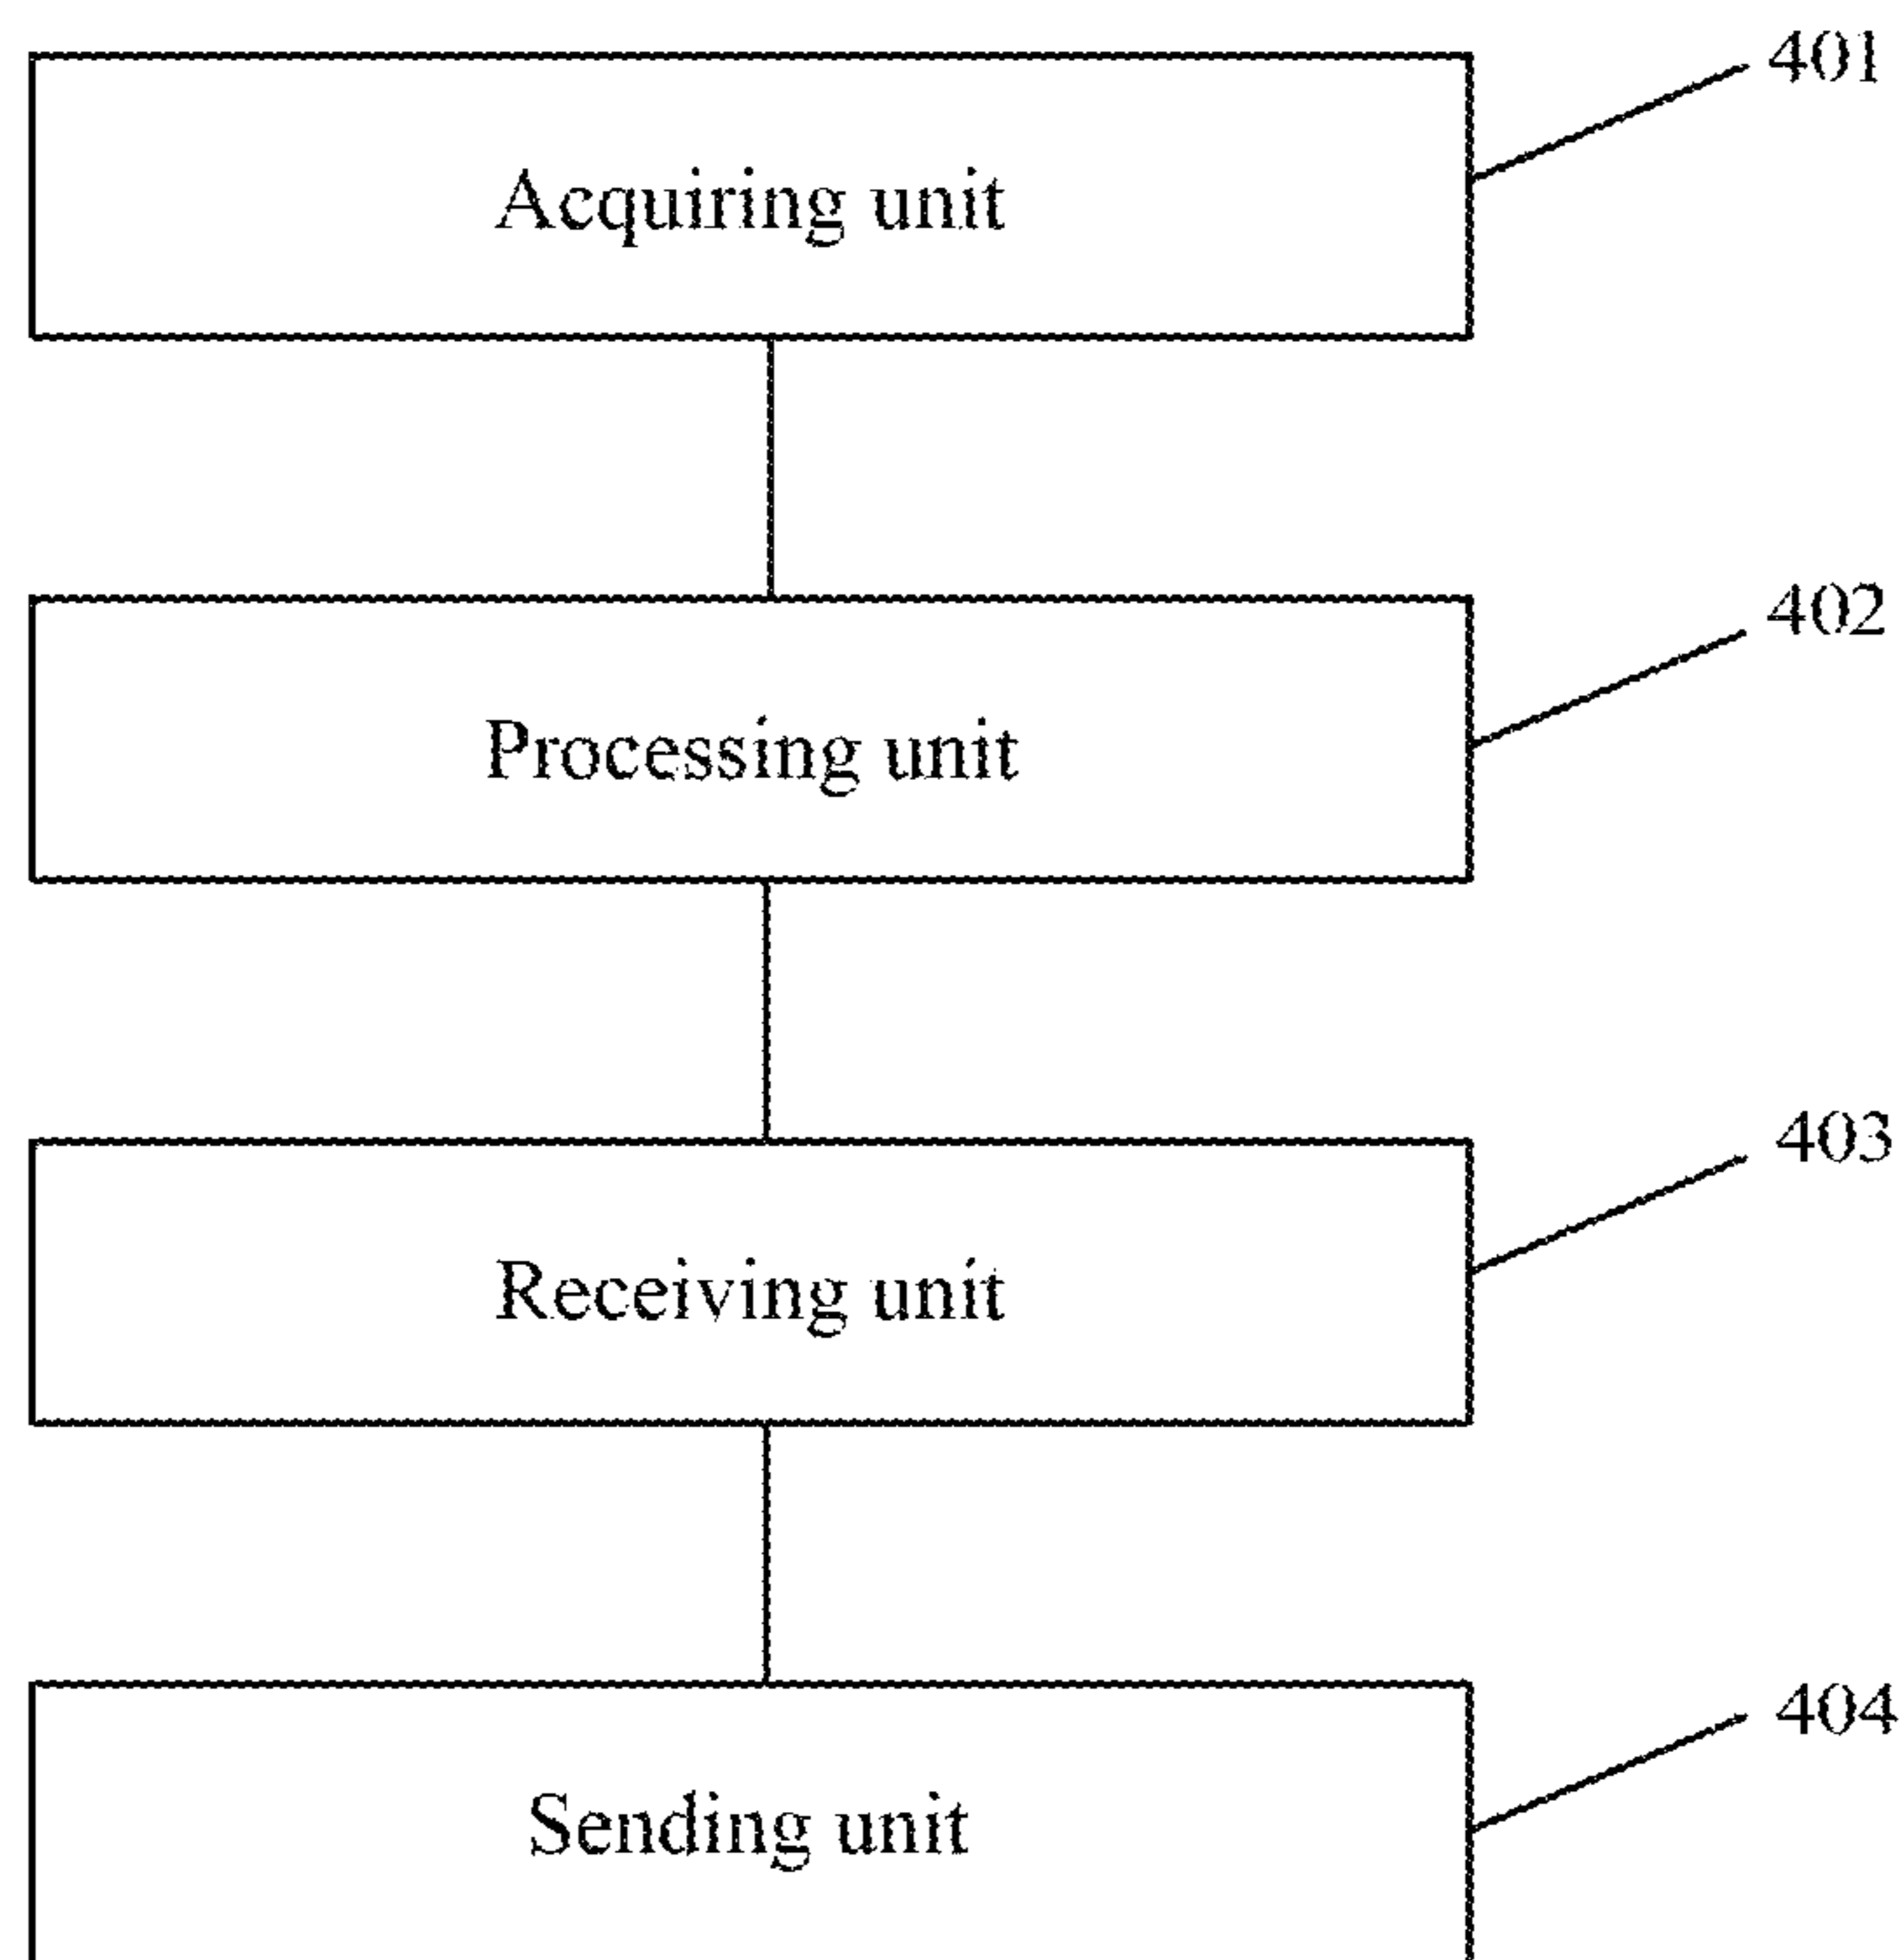 401
Acquiring unit
402
Processing unit
403
Receiving unit
404
Sending unit